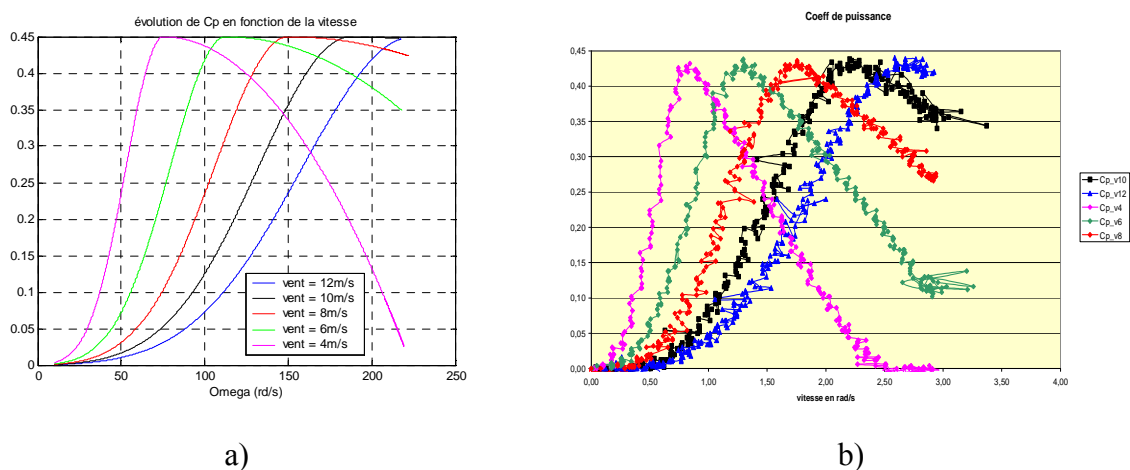 évolution de Cp en fonction de la vitesse
0.45
0.4
0.35
0.3
0.25
0.2
0.15
0.1
0.05
0
0 50 100 150 200 250
Omega (rd/s)
vent = 12m/s
vent = 10m/s
vent = 8m/s
vent = 6m/s
vent = 4m/s
a)
Coeff de puissance
0,45
0,40
0,35
0,30
0,25
0,20
0,15
0,10
0,05
0,00
0,00 0,50 1,00 1,50 2,00 2,50 3,00 3,50 4,00
vitesse en rad/s
Cp_v10
Cp_v12
Cp_v4
Cp_v6
Cp_v8
b)